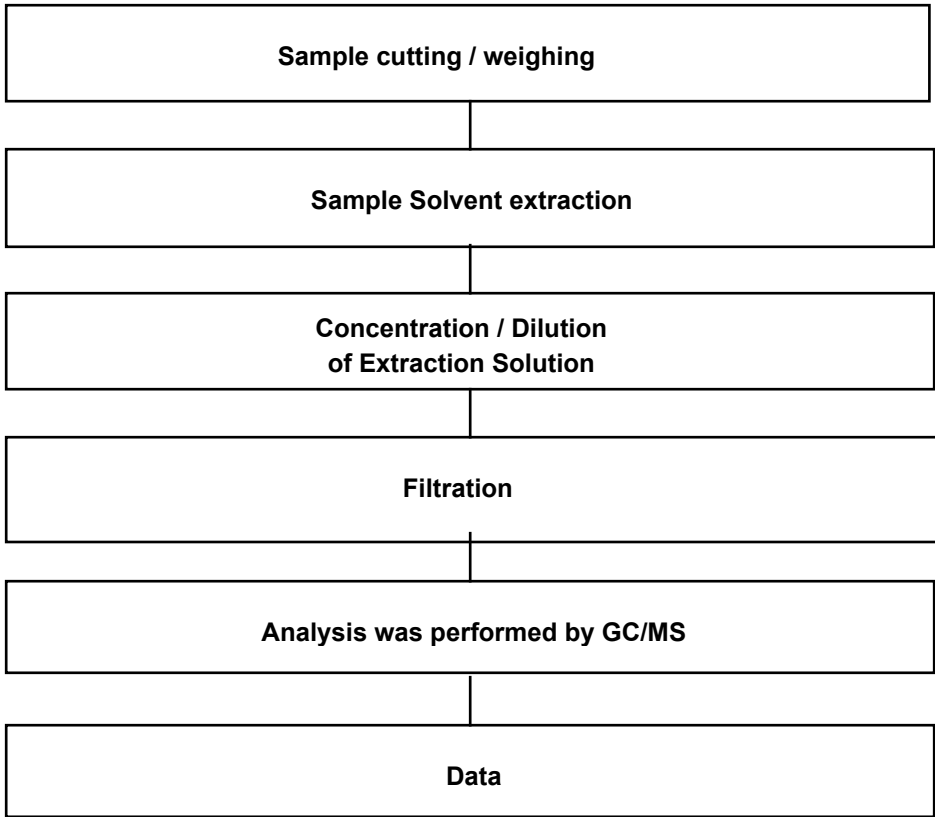 Sample cutting / weighing
Sample Solvent extraction
Concentration / Dilution
of Extraction Solution
Filtration
Analysis was performed by GC/MS
Data